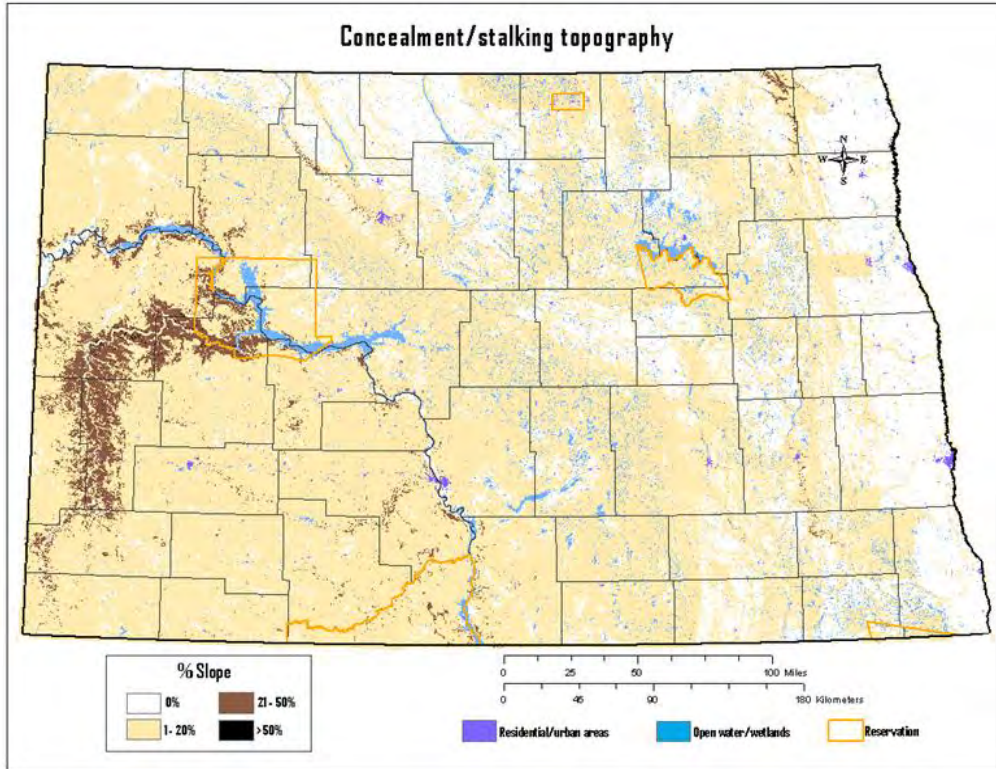 Concealment/stalking topography
N
W E
S
% Slope
0% 21 - 50%
1 - 20% >50%
0 25 50 100 Miles
0 45 90 180 Kilometers
Residential/urban areas Open water/wetlands Reservation